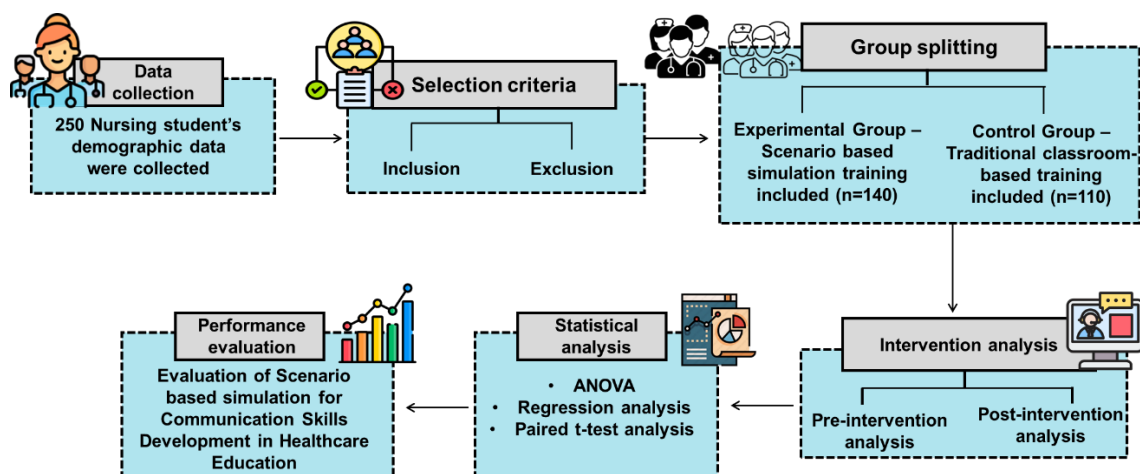 Data
collection
250 Nursing student's
demographic data
were collected
Selection criteria
Inclusion
Exclusion
Group splitting
Experimental Group –
Scenario based
simulation training
included (n=140)
Control Group –
Traditional classroom-
based training
included (n=110)
Intervention analysis
Pre-intervention
analysis
Post-intervention
analysis
Statistical
analysis
• ANOVA
• Regression analysis
• Paired t-test analysis
Performance
evaluation
Evaluation of Scenario
based simulation for
Communication Skills
Development in Healthcare
Education